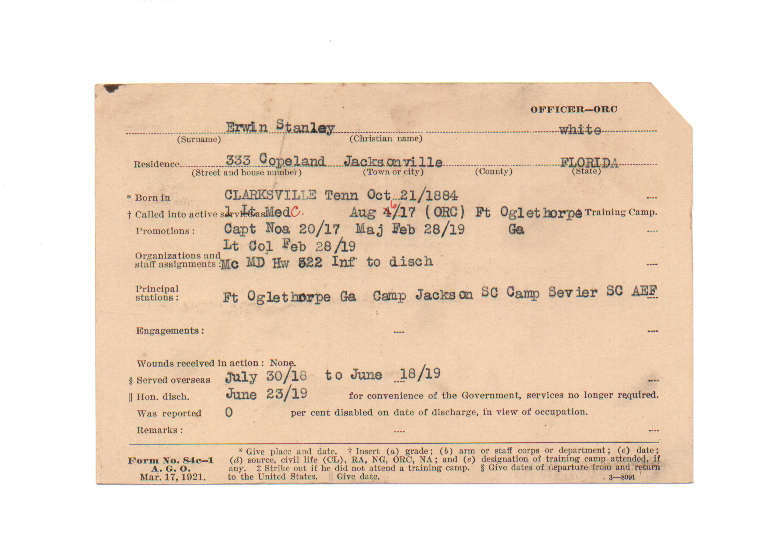 OFFICER—ORC
Erwin Stanley white
(Surname) (Christian name)
Residence 333 Copeland Jacksonville FLORIDA
(Street and house number) (Town or city) (County) (State)
* Born in CLARKSVILLE Tenn Oct 21/1884
† Called into active service as 1 Lt MedC. Aug /17 (ORC) Ft Oglethorpe Training Camp.
Promotions: Capt Noa 20/17 Maj Feb 28/19 Ga
Lt Col Feb 28/19
Organizations and
staff assignments: Mc MD Hw 322 Inf to disch
Principal
stations: Ft Oglethorpe Ga Camp Jackson SC Camp Sevier SC AEF
Engagements:
Wounds received in action: None.
§ Served overseas July 30/18 to June 18/19
|| Hon. disch. June 23/19 for convenience of the Government, services no longer required.
Was reported 0 per cent disabled on date of discharge, in view of occupation.
Remarks:
* Give place and date. † Insert (a) grade; (b) arm or staff corps or department; (c) date;
Form No. 84c—1 (d) source, civil life (CL), RA, NG, ORC, NA; and (e) designation of training camp attended, if
A. G. O. any. ‡ Strike out if he did not attend a training camp. § Give dates of departure from and return
Mar. 17, 1921. to the United States. || Give date. 3—8091